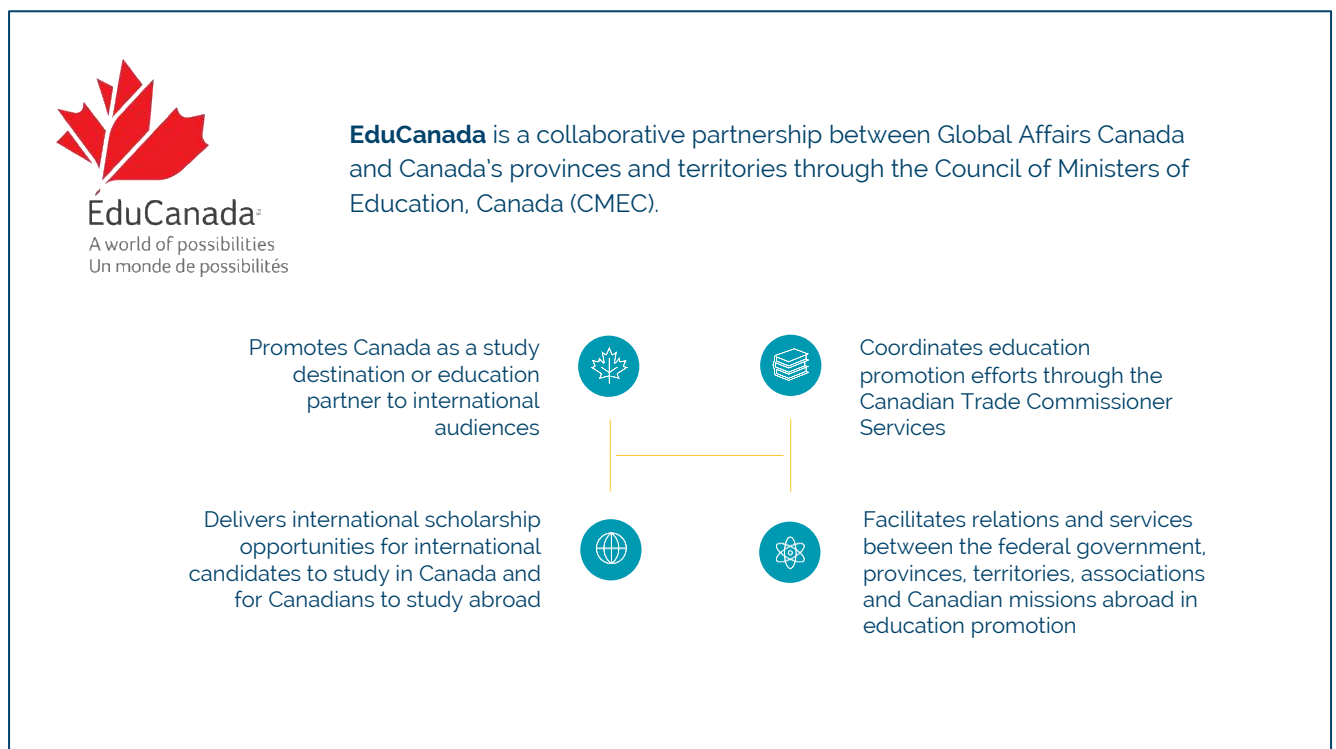 ÉduCanada
A world of possibilities
Un monde de possibilités
EduCanada is a collaborative partnership between Global Affairs Canada
and Canada's provinces and territories through the Council of Ministers of
Education, Canada (CMEC).
Promotes Canada as a study
destination or education
partner to international
audiences
Coordinates education
promotion efforts through the
Canadian Trade Commissioner
Services
Delivers international scholarship
opportunities for international
candidates to study in Canada and
for Canadians to study abroad
Facilitates relations and services
between the federal government,
provinces, territories, associations
and Canadian missions abroad in
education promotion